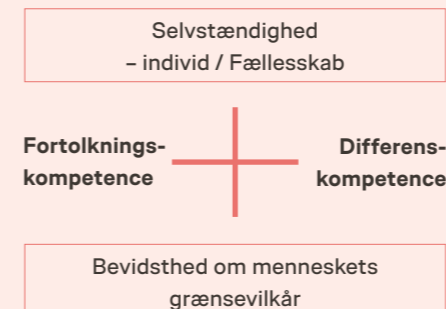 Selvstændighed
– individ / Fællesskab
Fortolknings-
kompetence
Differens-
kompetence
Bevidsthed om menneskets
grænsevilkår